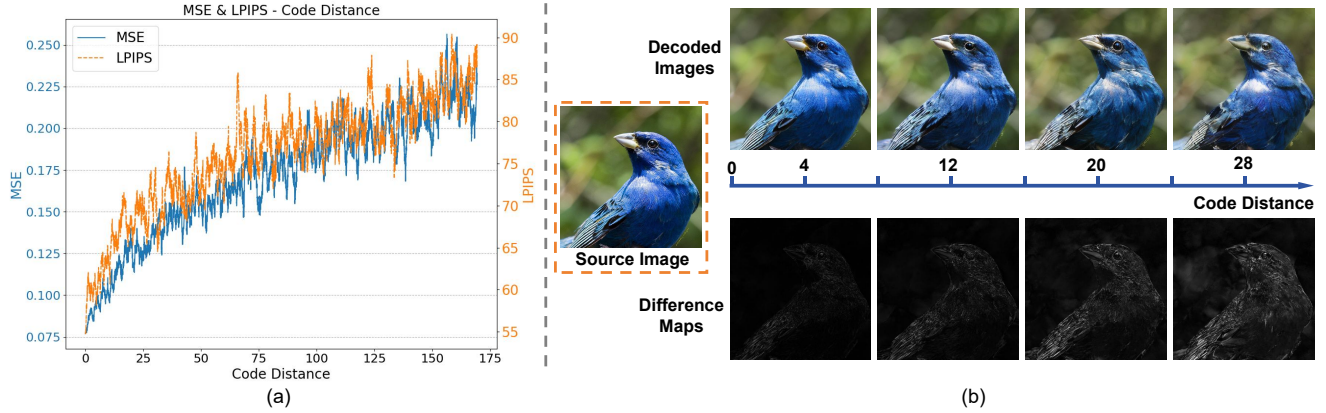 MSE & LPIPS - Code Distance
MSE
LPIPS
0.250
0.225
0.200
0.175
0.150
0.125
0.100
0.075
MSE
90
85
80
75
70
65
60
55
LPIPS
0 25 50 75 100 125 150 175
Code Distance
(a)
Source Image
Decoded
Images
0 4 12 20 28
Code Distance
Difference
Maps
(b)